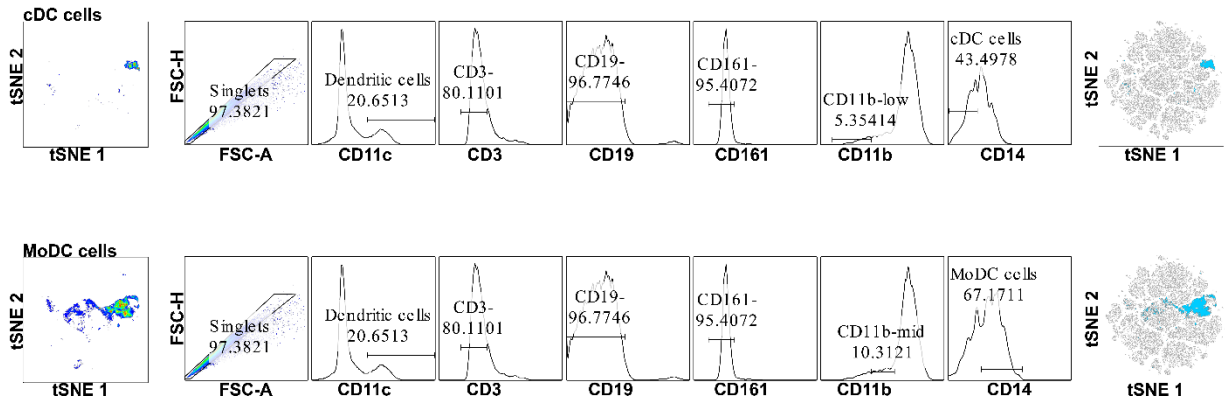 cDC cells
tSNE 2
tSNE 1
FSC-H
Singlets
97.3821
FSC-A
Dendritic cells
20.6513
CD11c
CD3-
80.1101
CD3
CD19-
96.7746
CD19
CD161-
95.4072
CD161
CD11b-low
5.35414
CD11b
cDC cells
43.4978
CD14
tSNE 2
tSNE 1
MoDC cells
tSNE 2
tSNE 1
FSC-H
Singlets
97.3821
FSC-A
Dendritic cells
20.6513
CD11c
CD3-
80.1101
CD3
CD19-
96.7746
CD19
CD161-
95.4072
CD161
CD11b-mid
10.3121
CD11b
MoDC cells
67.1711
CD14
tSNE 2
tSNE 1